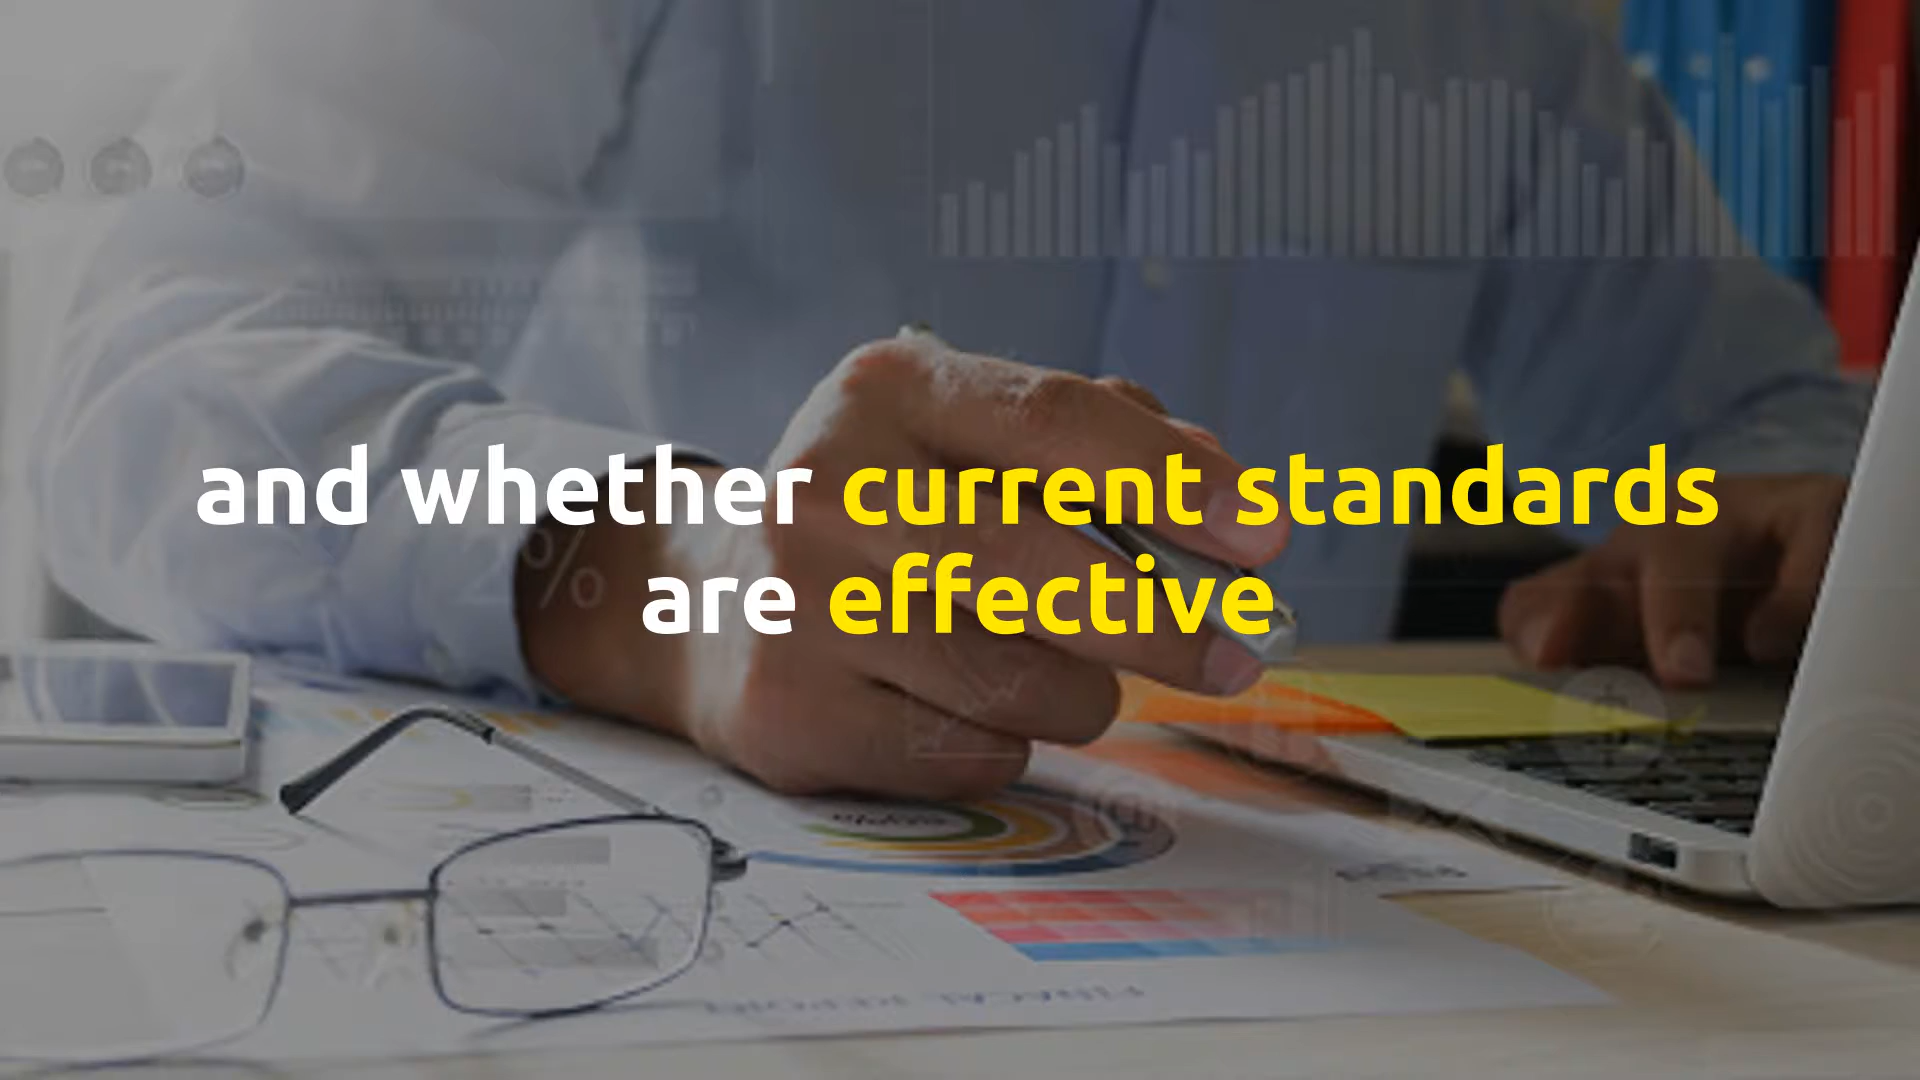 and whether current standards
are effective